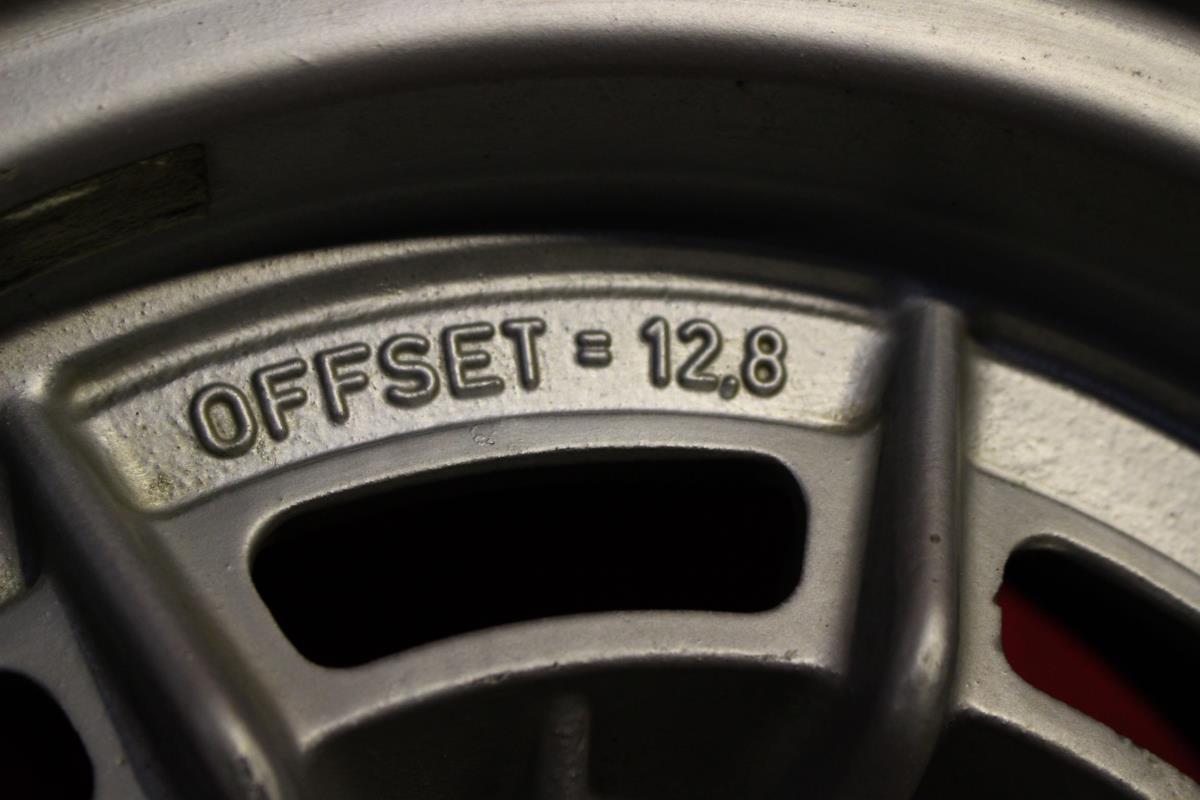 OFFSET = 12,8